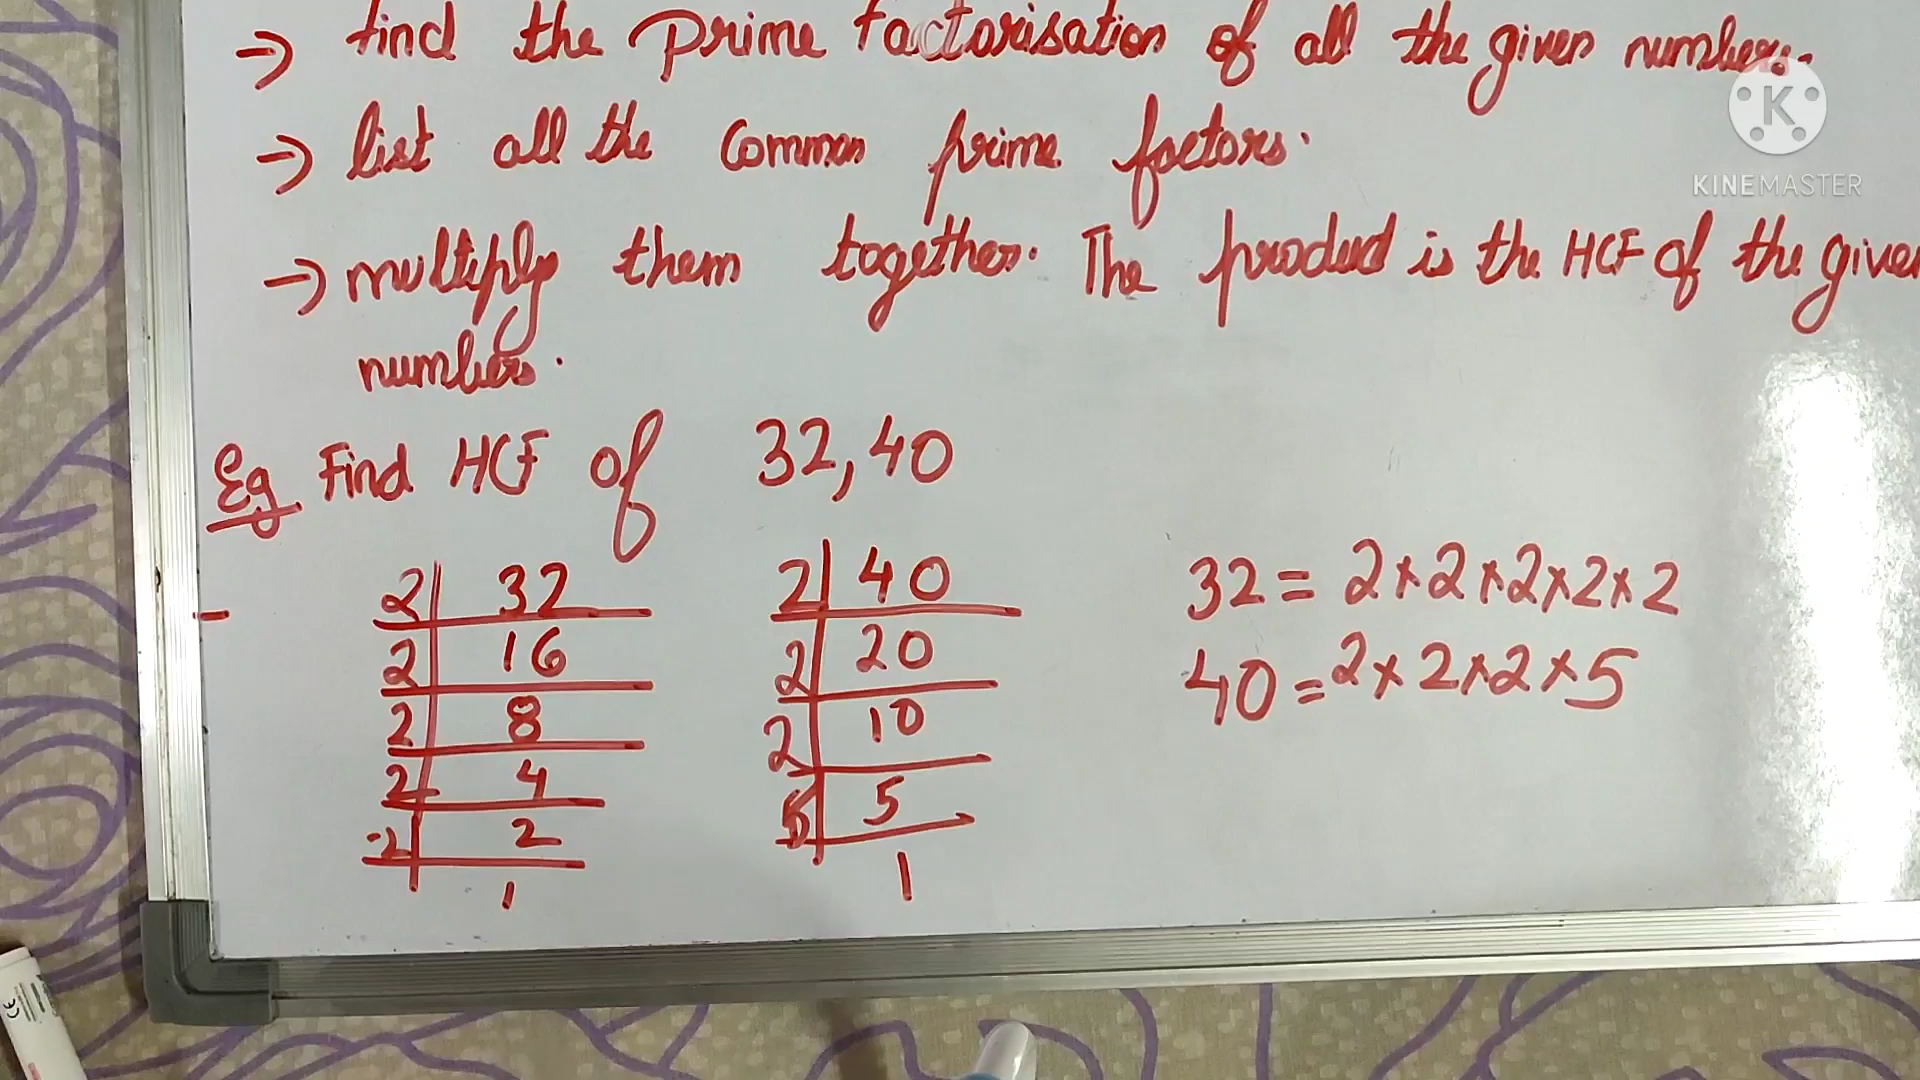 → find the Prime factorisation of all the given numbers.
→ list all the common prime factors.
→ multiply them together. The product is the HCF of the given
numbers.
Eg Find HCF of 32, 40
2 32
2 16
2 8
2 4
2 2
1
2 40
2 20
2 10
5 5
1
32 = 2×2×2×2×2
40 = 2×2×2×5
K
KINEMASTER
CE